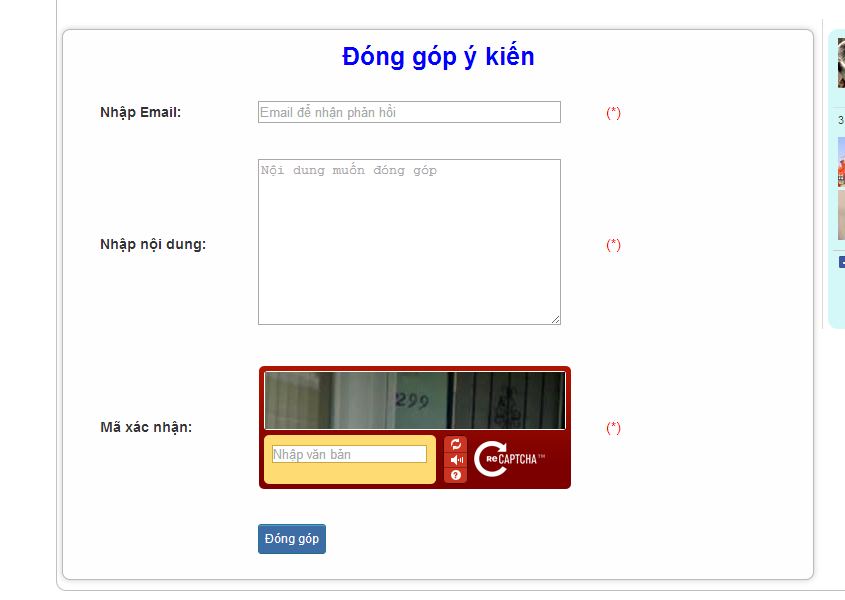 Đóng góp ý kiến
Nhập Email:
Email để nhận phản hồi
(*)
Nội dung muốn đóng góp
Nhập nội dung:
(*)
299
Mã xác nhận:
(*)
Nhập văn bản
?
reCAPTCHA™
Đóng góp
3